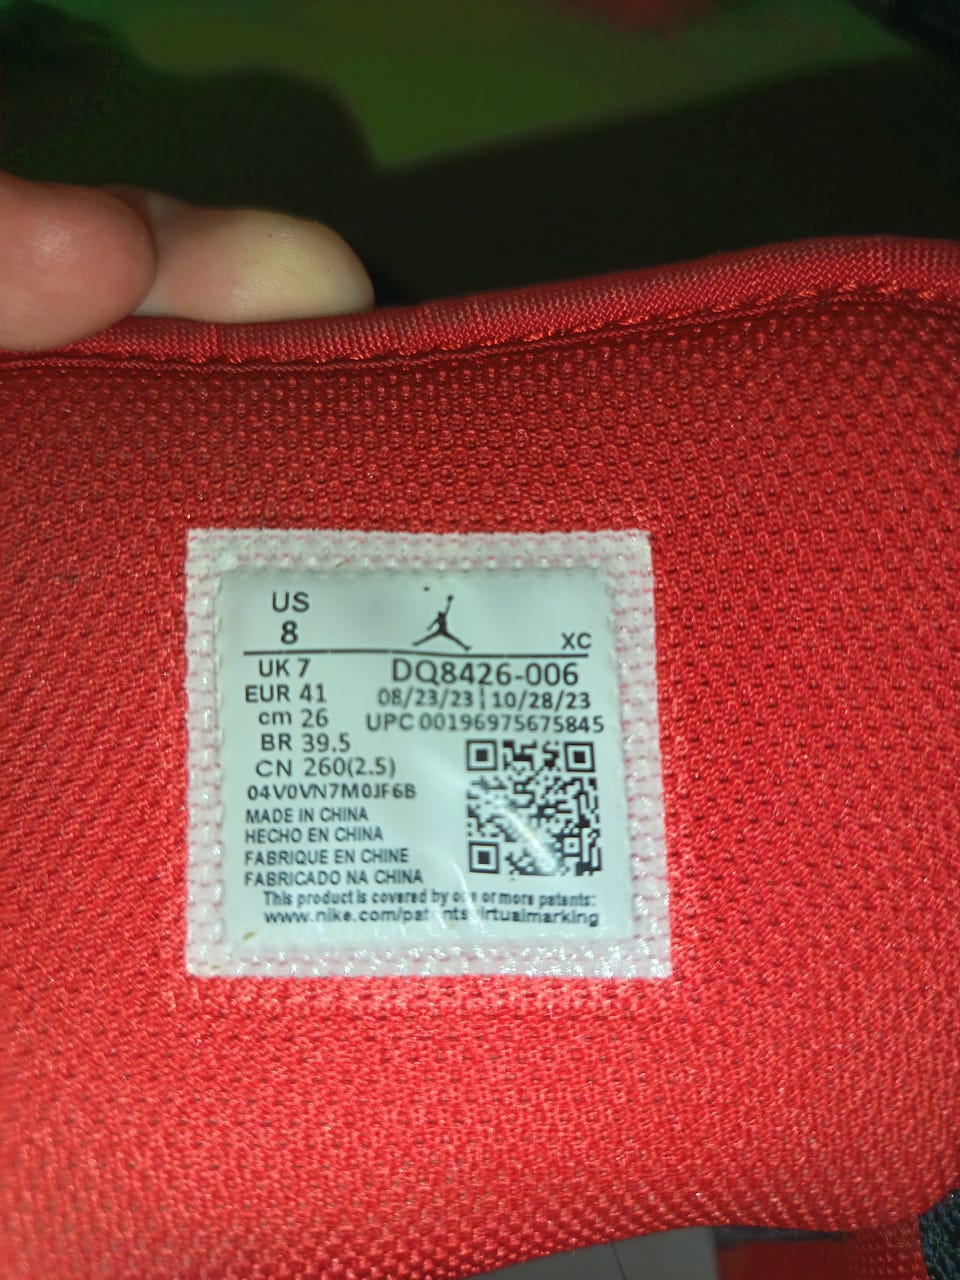 US
8
XC
UK 7
DQ8426-006
EUR 41
08/23/23 | 10/28/23
cm 26
UPC 00196975675845
BR 39.5
CN 260(2.5)
04V0VN7M0JF6B
MADE IN CHINA
HECHO EN CHINA
FABRIQUE EN CHINE
FABRICADO NA CHINA
This product is covered by one or more patents:
www.nike.com/patents